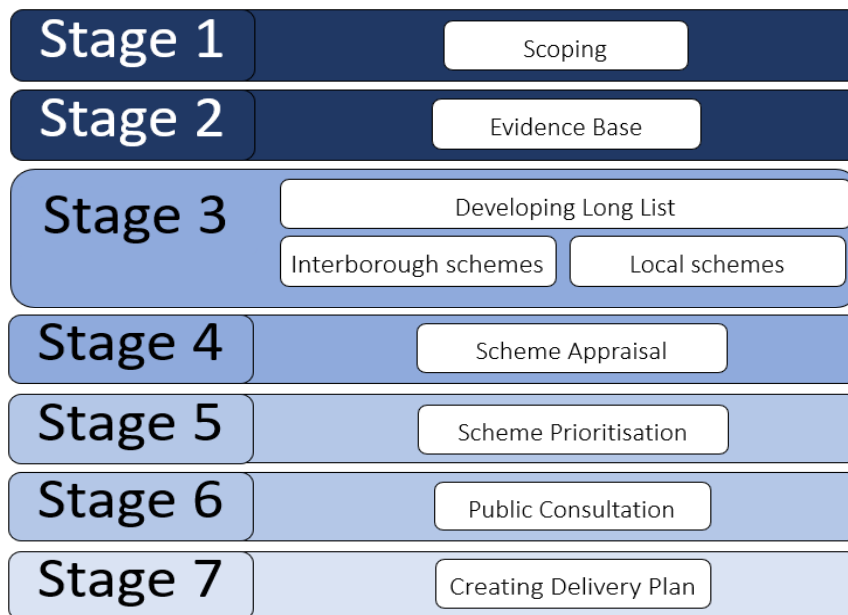 Stage 1
Scoping
Stage 2
Evidence Base
Stage 3
Developing Long List
Interborough schemes
Local schemes
Stage 4
Scheme Appraisal
Stage 5
Scheme Prioritisation
Stage 6
Public Consultation
Stage 7
Creating Delivery Plan